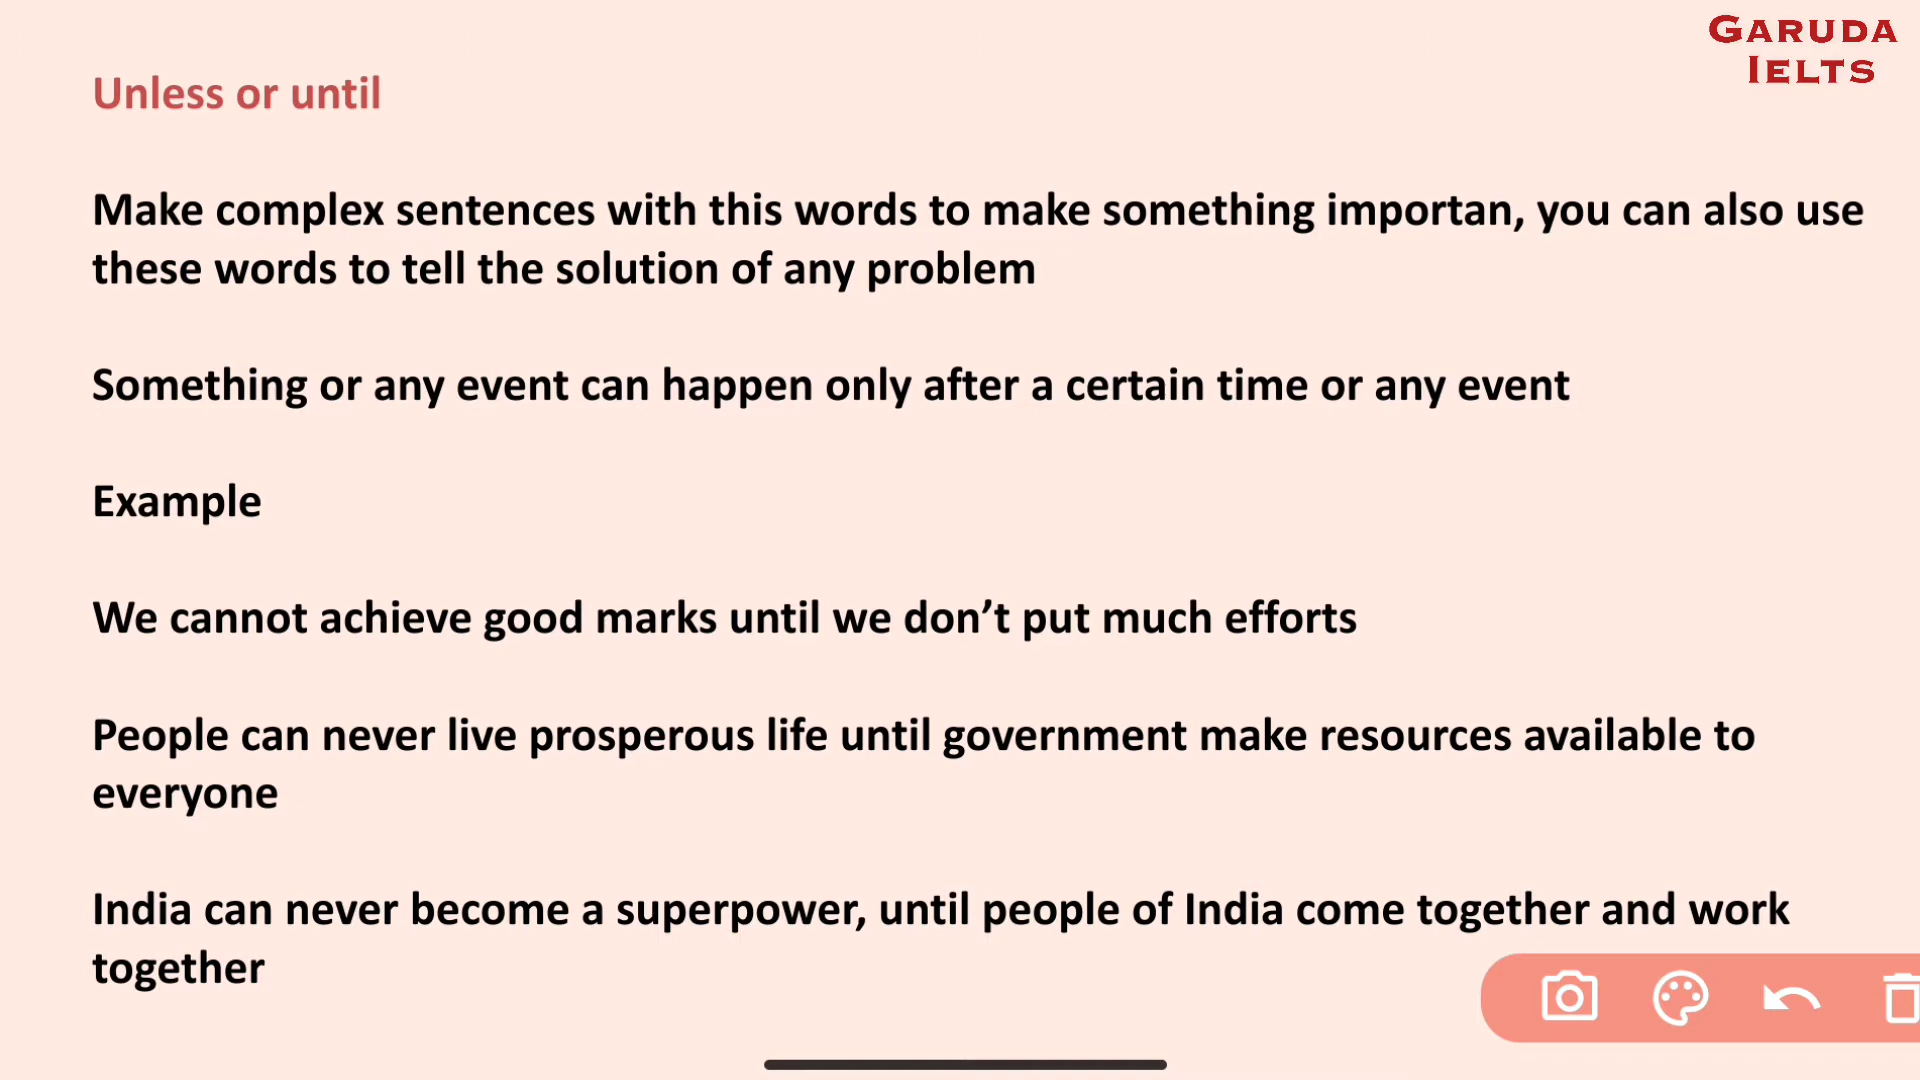 GARUDA
IELTS
Unless or until
Make complex sentences with this words to make something importan, you can also use
these words to tell the solution of any problem
Something or any event can happen only after a certain time or any event
Example
We cannot achieve good marks until we don’t put much efforts
People can never live prosperous life until government make resources available to
everyone
India can never become a superpower, until people of India come together and work
together